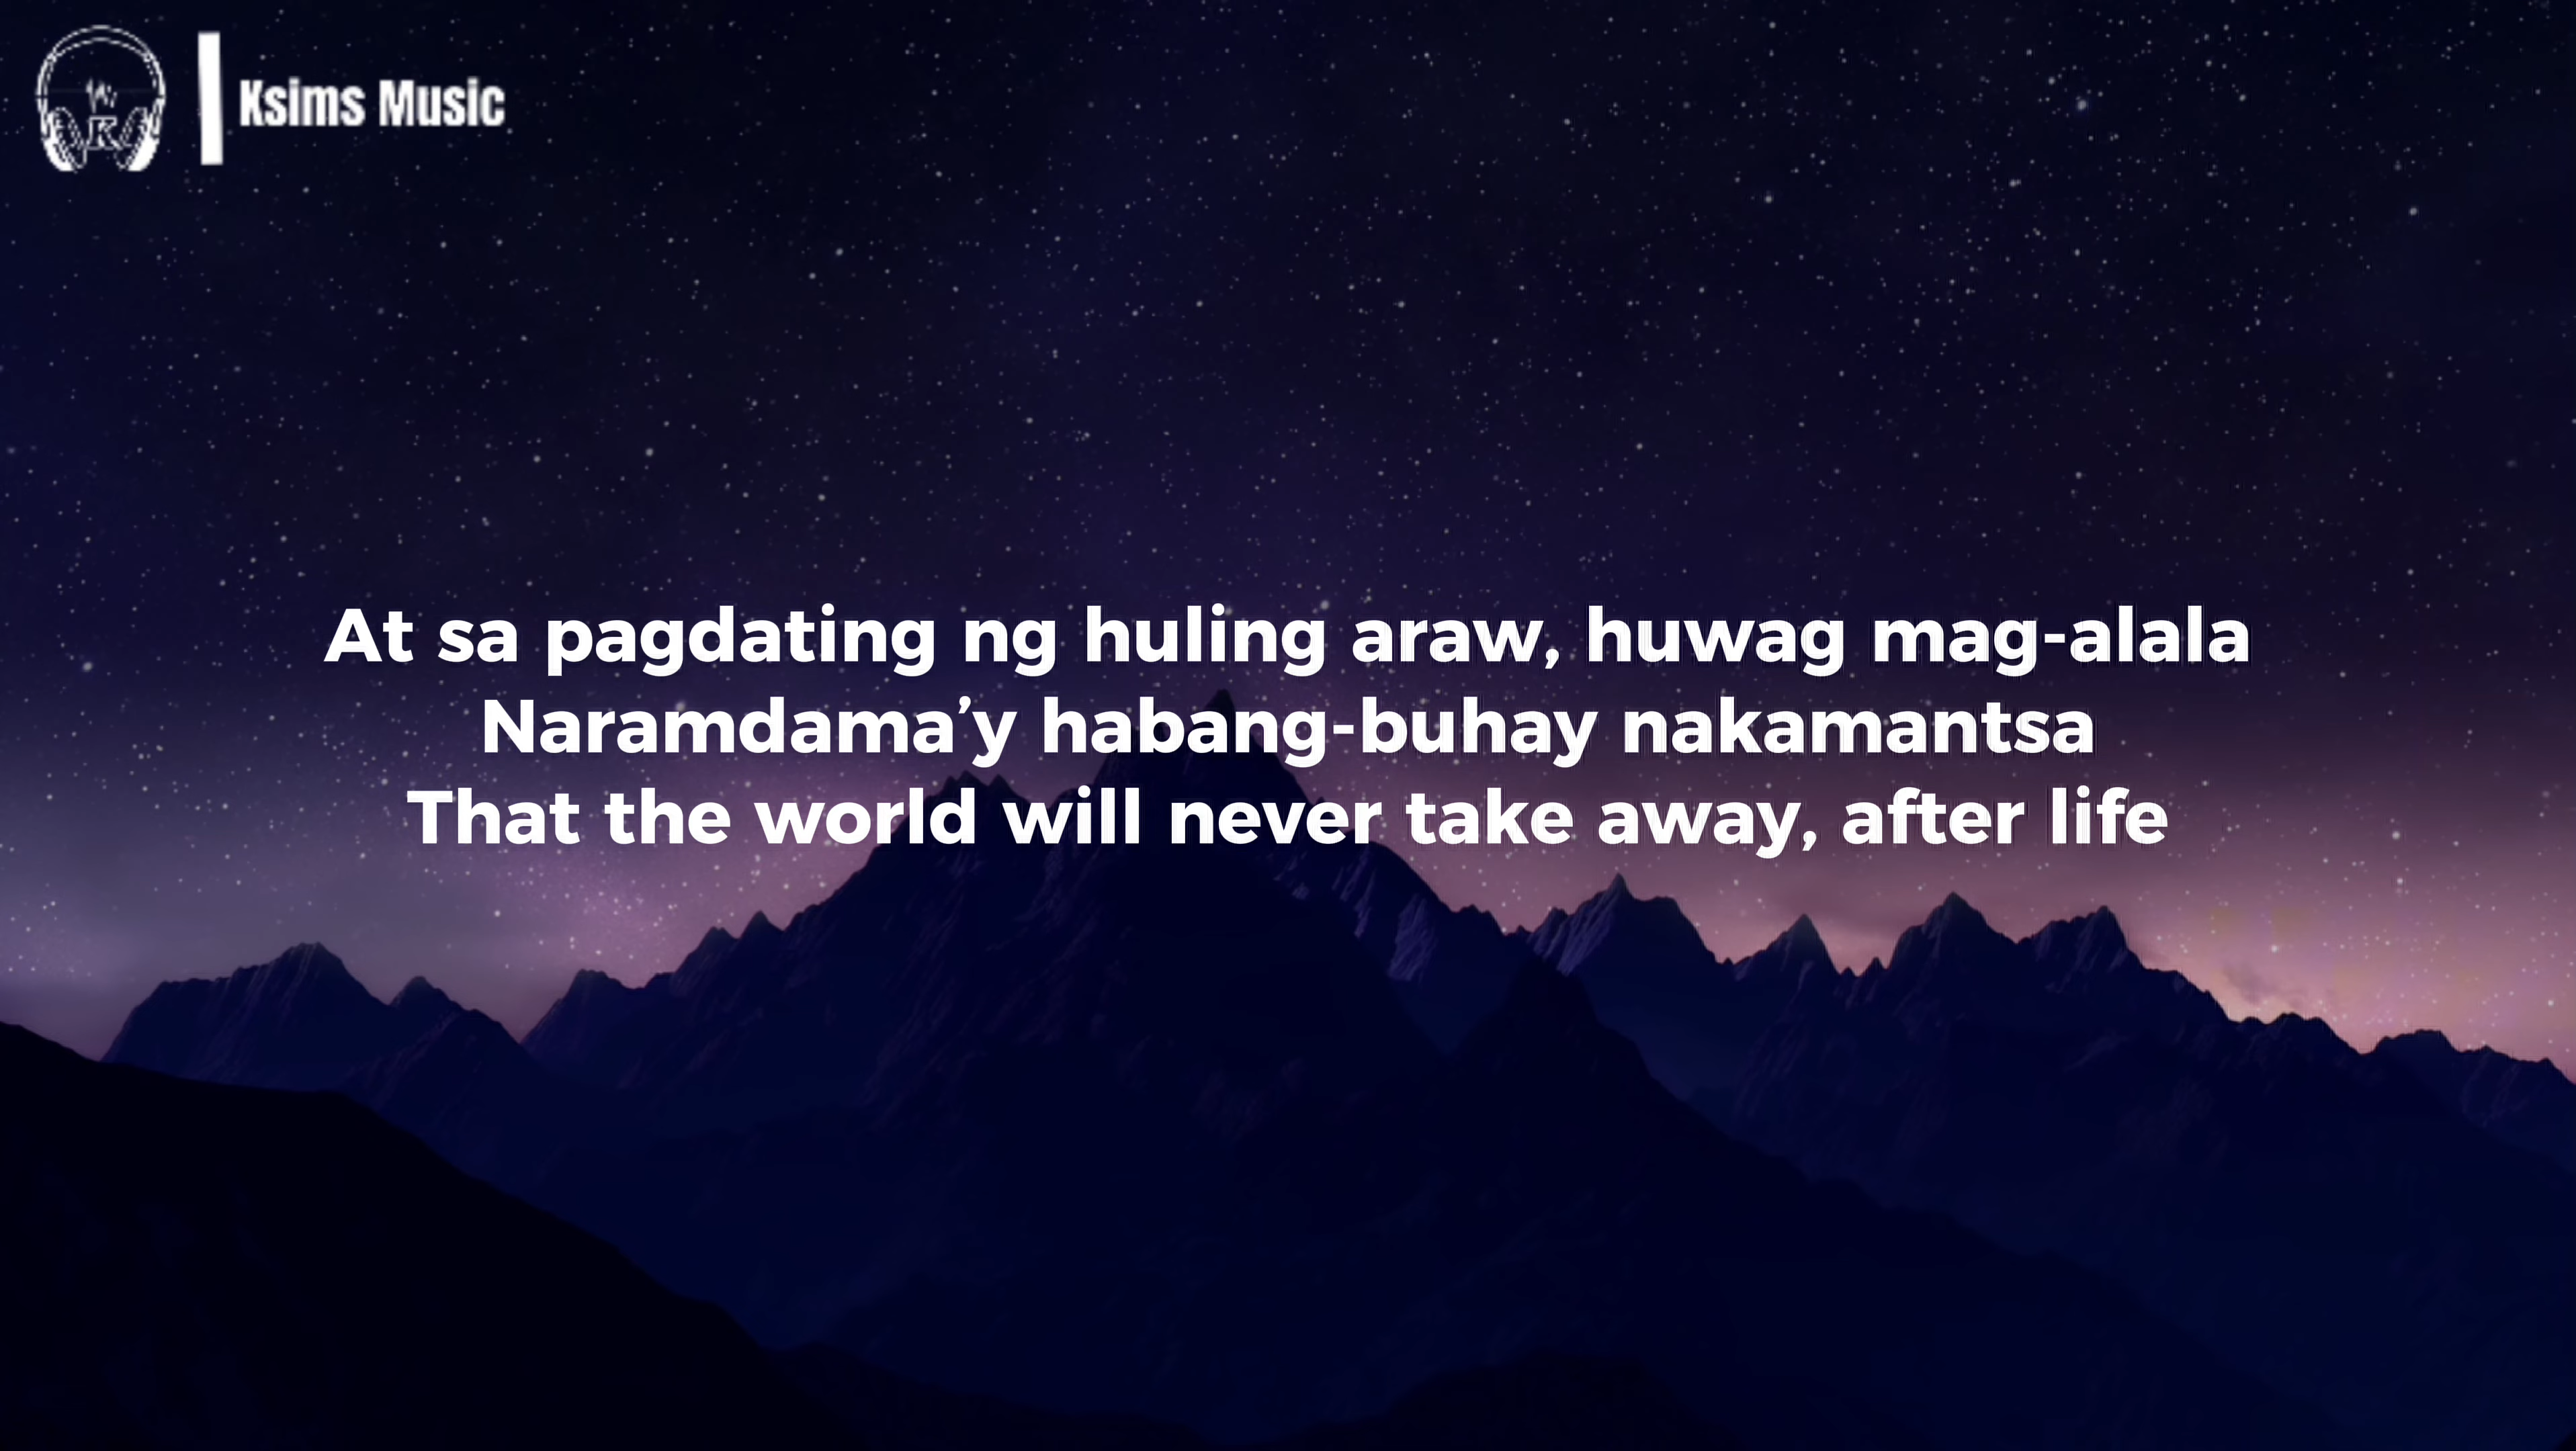 Ksims Music
At sa pagdating ng huling araw, huwag mag-alala
Naramdama’y habang-buhay nakamantsa
That the world will never take away, after life